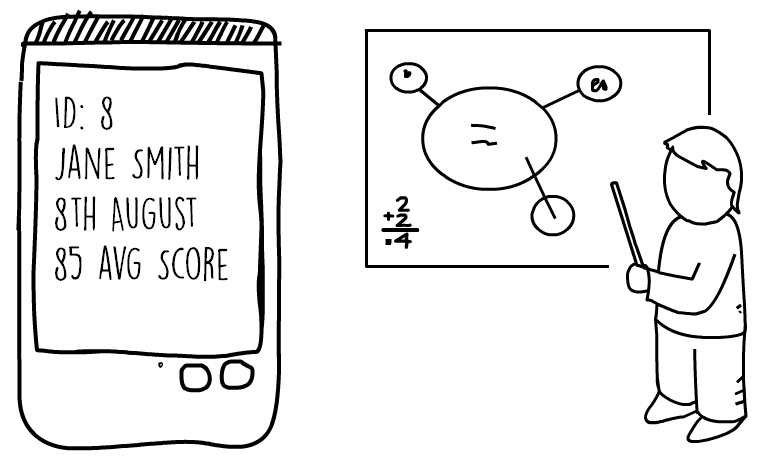 ID: 8
JANE SMITH
8TH AUGUST
85 AVG SCORE
2
+2
.4